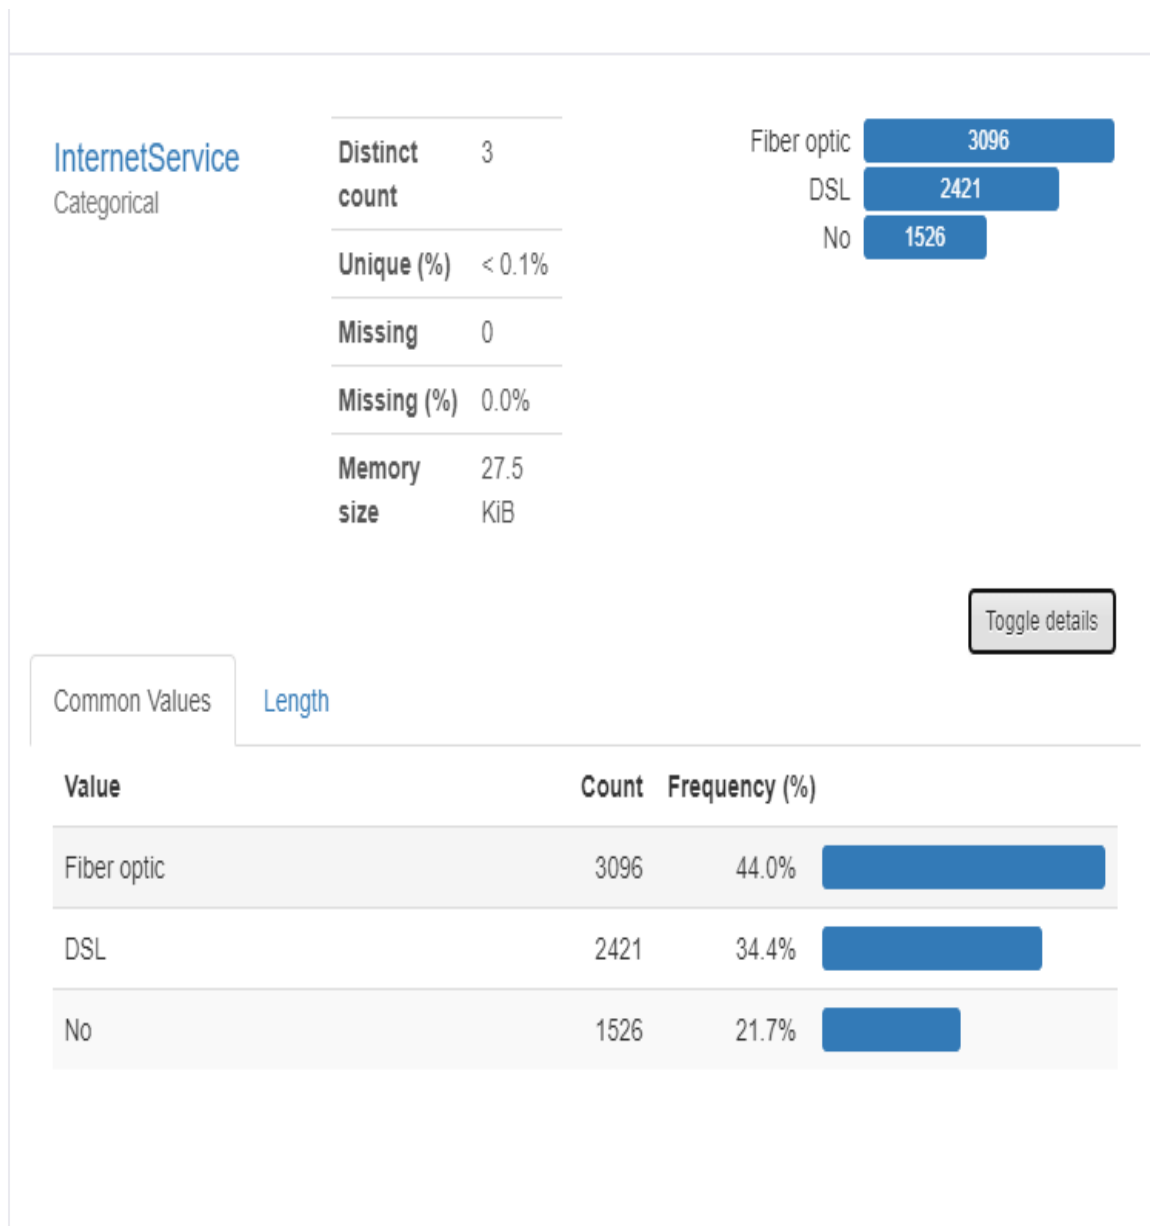 InternetService
Categorical
Distinct count 3
Unique (%) < 0.1%
Missing 0
Missing (%) 0.0%
Memory size 27.5 KiB
Fiber optic 3096
DSL 2421
No 1526
Toggle details
Common Values Length
Value Count Frequency (%)
Fiber optic 3096 44.0%
DSL 2421 34.4%
No 1526 21.7%